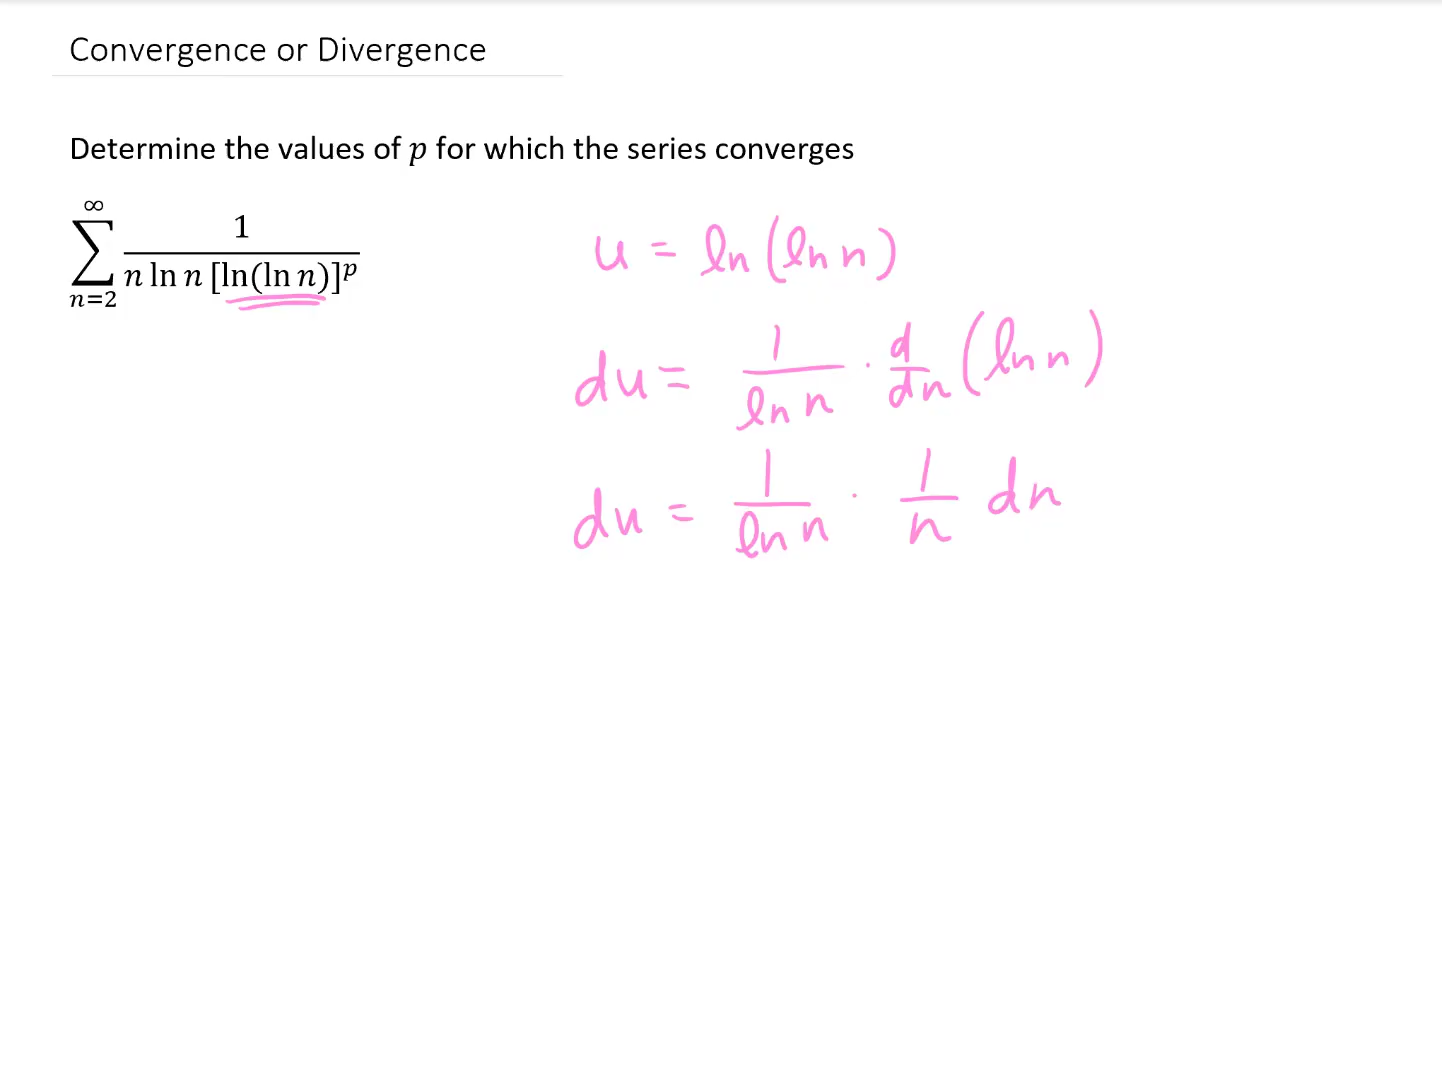 Convergence or Divergence
Determine the values of p for which the series converges
∞
∑ 1 / n ln n [ln(ln n)]ᵖ
n=2
u = ln (ln n)
du = 1 / ln n · d/dn (ln n)
du = 1 / ln n · 1 / n dn